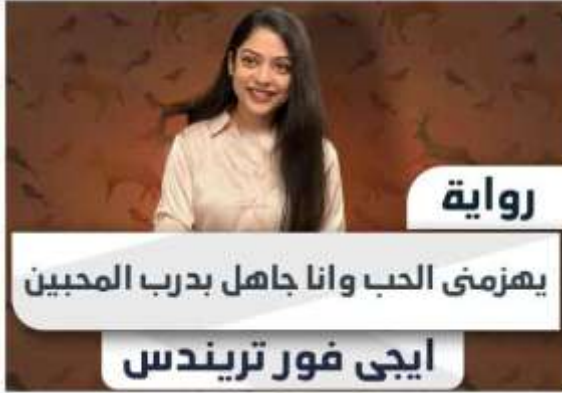 رواية
يهزمنى الحب وانا جاهل بدرب المحبين
ايجى فور تريندس